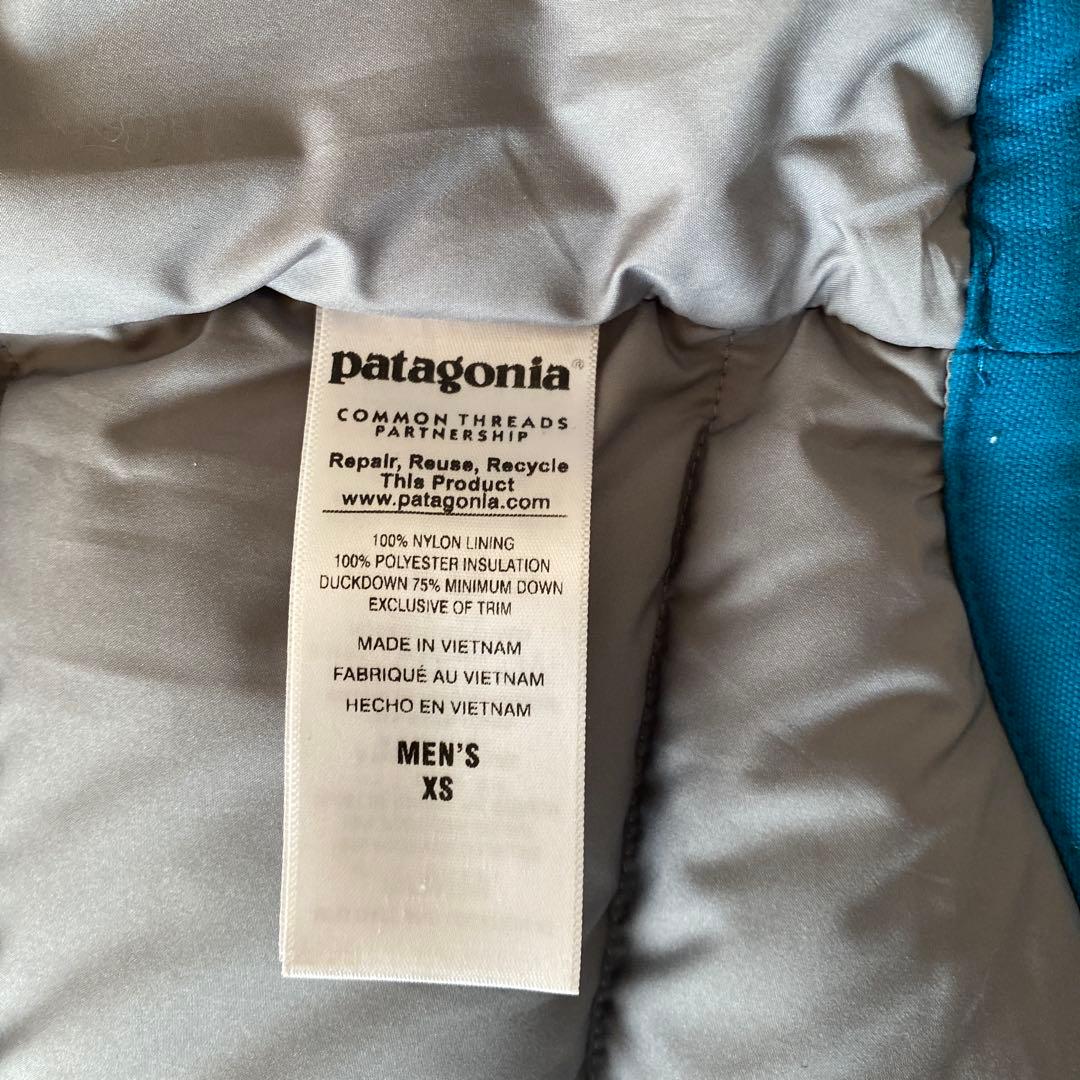 patagonia®
COMMON THREADS
PARTNERSHIP
Repair, Reuse, Recycle
This Product
www.patagonia.com
100% NYLON LINING
100% POLYESTER INSULATION
DUCKDOWN 75% MINIMUM DOWN
EXCLUSIVE OF TRIM
MADE IN VIETNAM
FABRIQUÉ AU VIETNAM
HECHO EN VIETNAM
MEN'S
XS